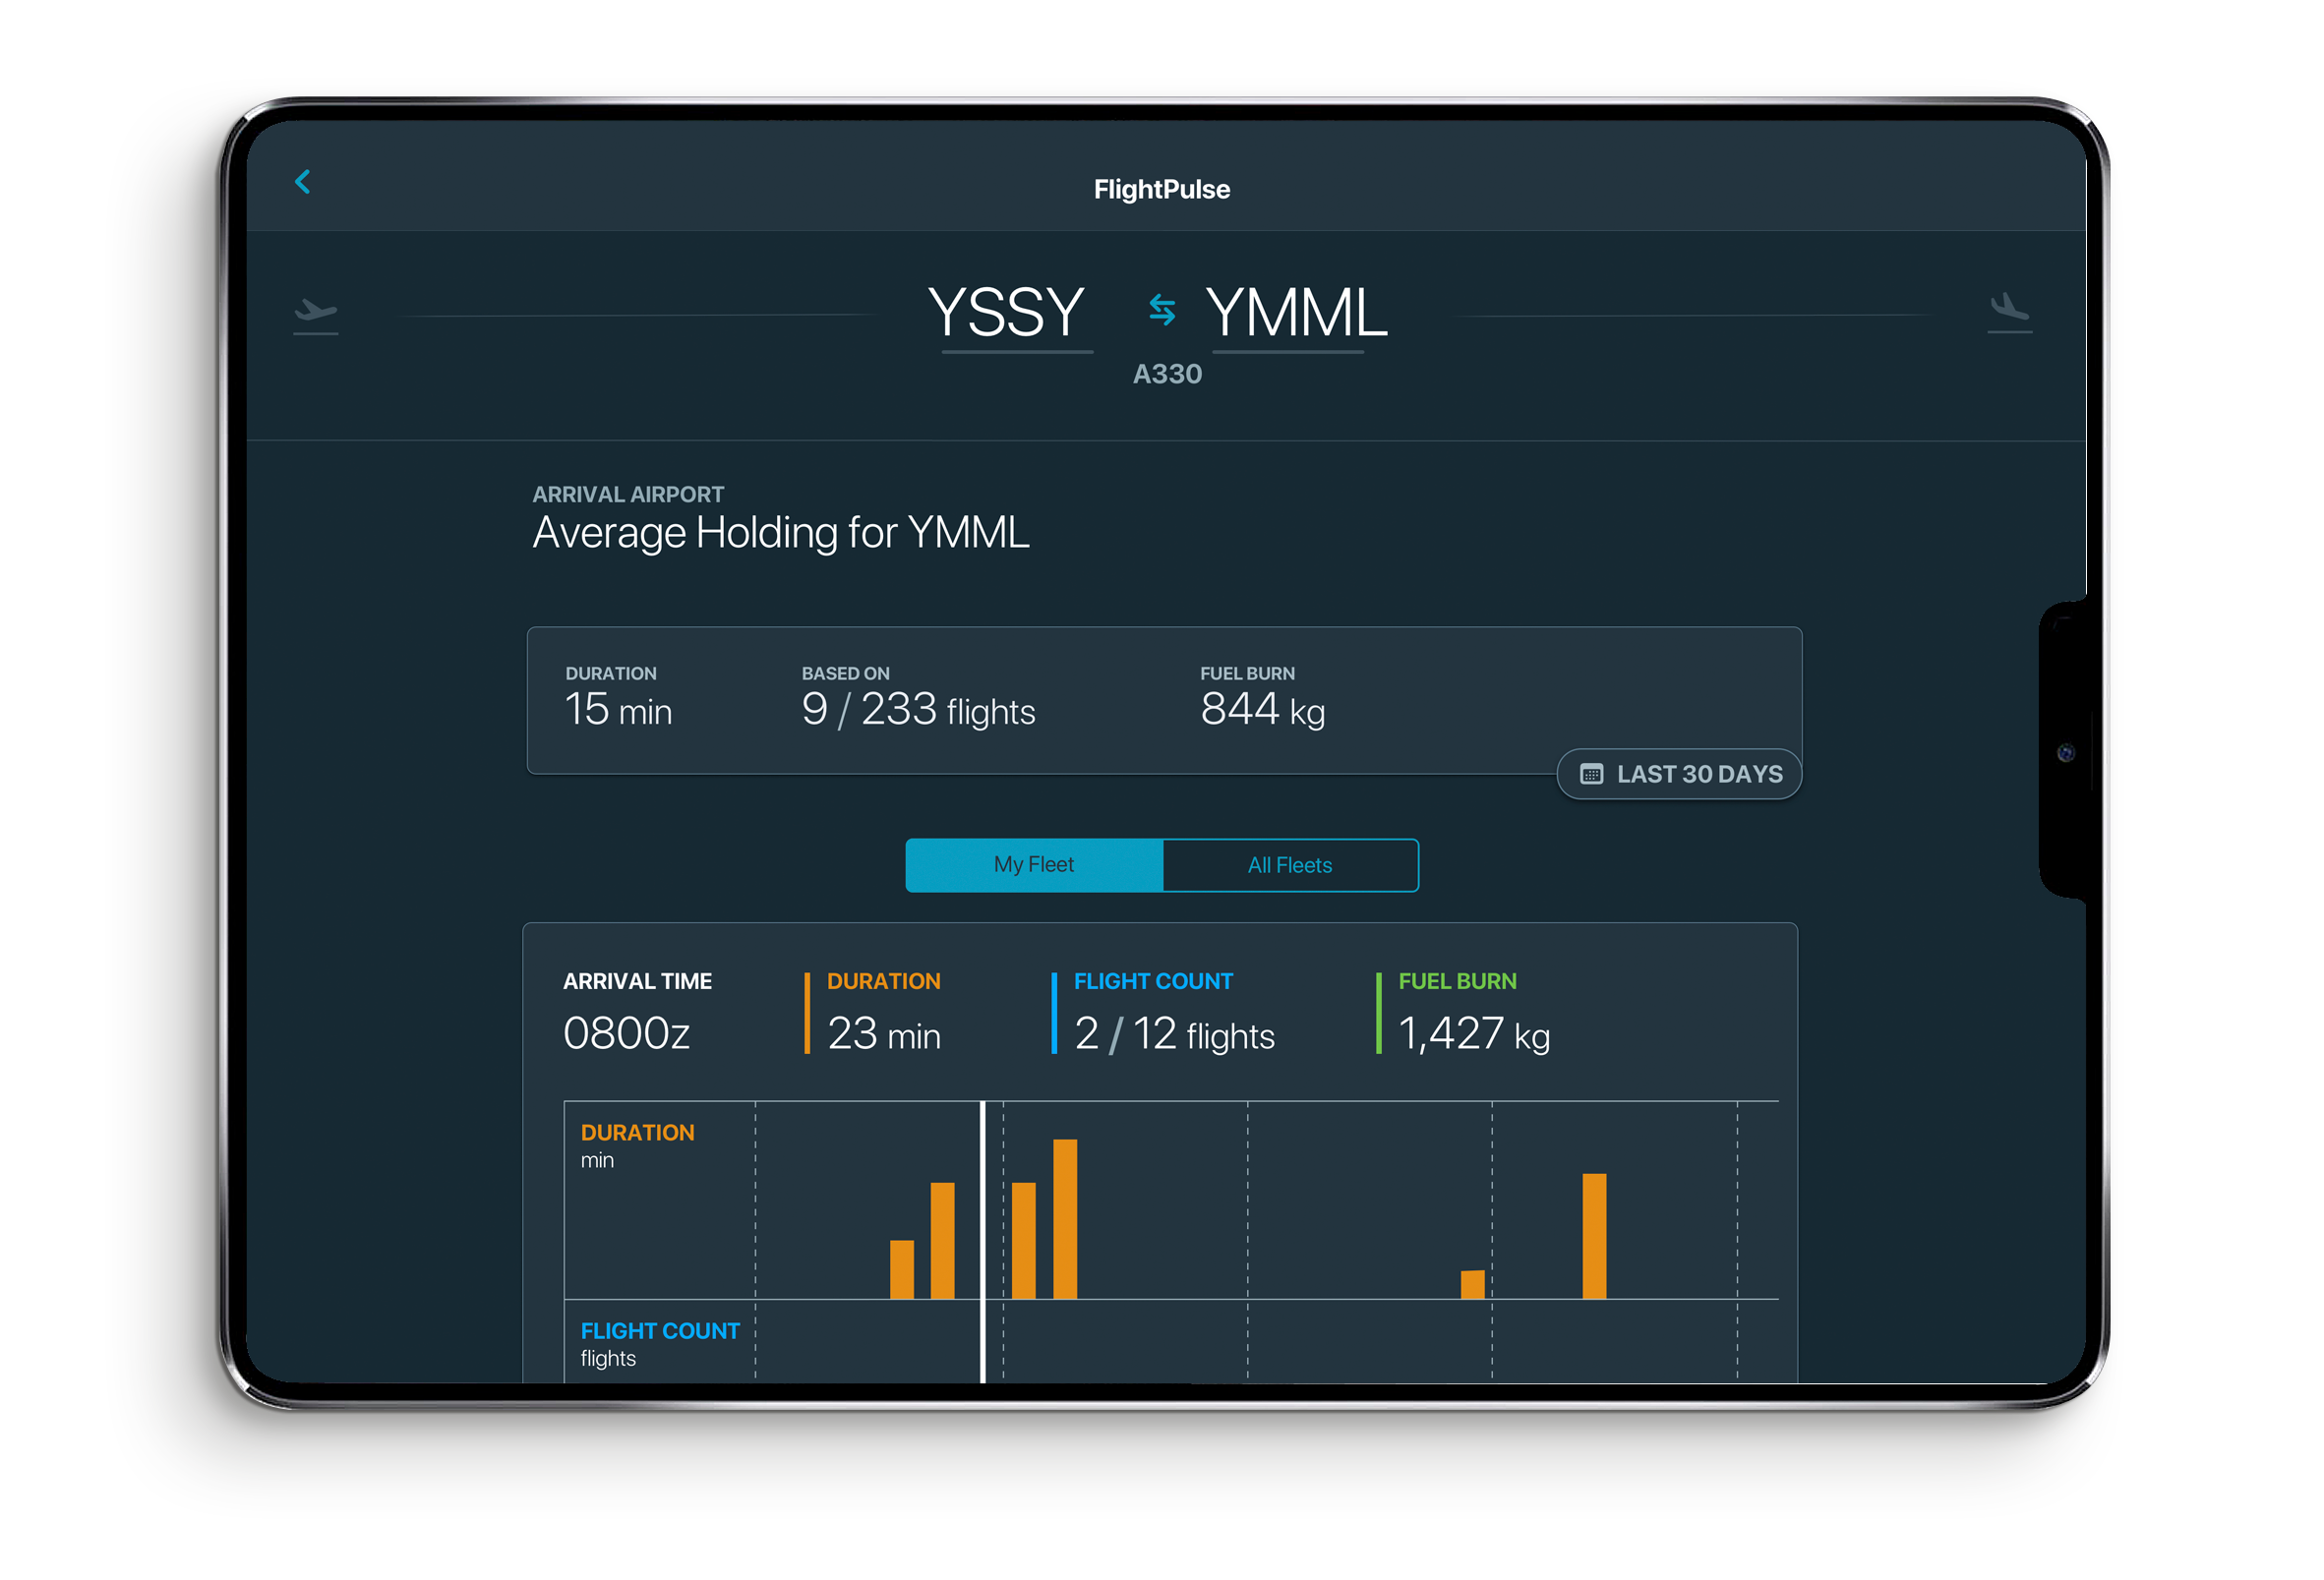 FlightPulse
YSSY YMML
A330
ARRIVAL AIRPORT
Average Holding for YMML
DURATION BASED ON FUEL BURN
15 min 9 / 233 flights 844 kg
LAST 30 DAYS
My Fleet All Fleets
ARRIVAL TIME DURATION FLIGHT COUNT FUEL BURN
0800z 23 min 2 / 12 flights 1,427 kg
DURATION
min
FLIGHT COUNT
flights